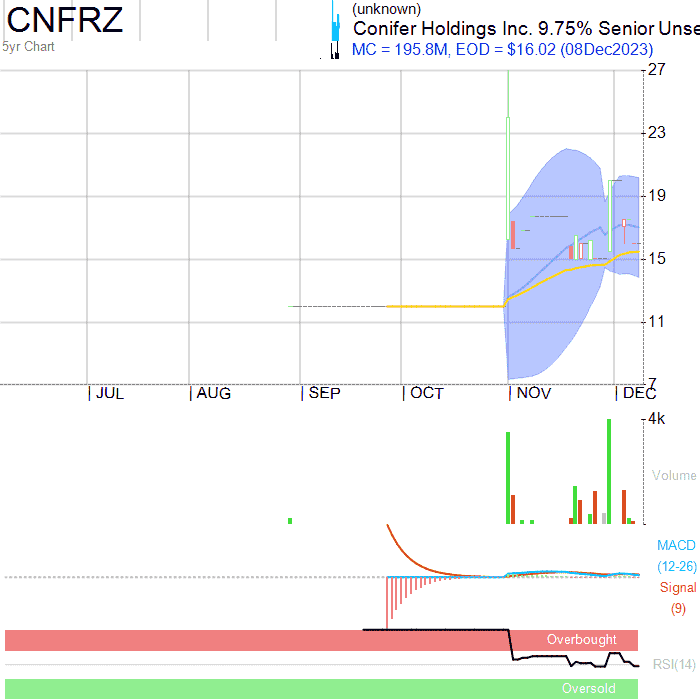 CNFRZ
(unknown)
Conifer Holdings Inc. 9.75% Senior Unse
5yr Chart
MC = 195.8M, EOD = $16.02 (08Dec2023)
27
23
19
15
11
7
JUL AUG SEP OCT NOV DEC
4k
Volume
MACD
(12-26)
Signal
(9)
Overbought
RSI(14)
Oversold